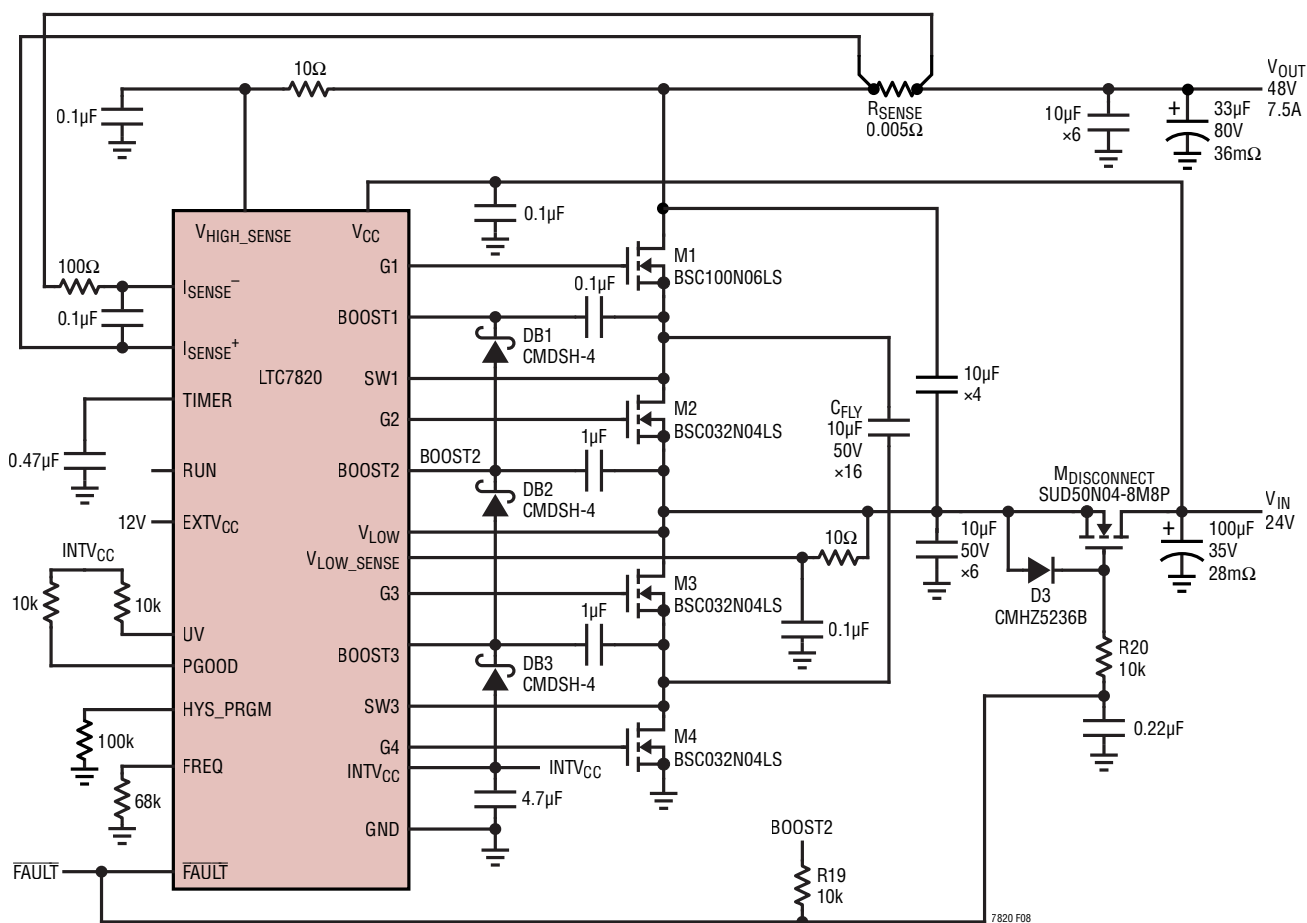 10Ω
0.1µF
RSENSE
0.005Ω
VOUT
48V
7.5A
10µF
×6
+
33µF
80V
36mΩ
VHIGH_SENSE
VCC
0.1µF
G1
M1
BSC100N06LS
100Ω
ISENSE–
0.1µF
ISENSE+
BOOST1
0.1µF
DB1
CMDSH-4
LTC7820
SW1
10µF
×4
TIMER
G2
M2
BSC032N04LS
CFLY
10µF
50V
×16
0.47µF
RUN
BOOST2
BOOST2
1µF
DB2
CMDSH-4
MDISCONNECT
SUD50N04-8M8P
VIN
24V
12V
EXTVCC
VLOW
VLOW_SENSE
10Ω
10µF
50V
×6
+
100µF
35V
28mΩ
INTVCC
10k
10k
G3
M3
BSC032N04LS
D3
CMHZ5236B
UV
PGOOD
BOOST3
1µF
0.1µF
DB3
CMDSH-4
R20
10k
HYS_PRGM
100k
SW3
0.22µF
FREQ
68k
G4
M4
BSC032N04LS
INTVCC
INTVCC
4.7µF
GND
BOOST2
R19
10k
FAULT
FAULT
7820 F08